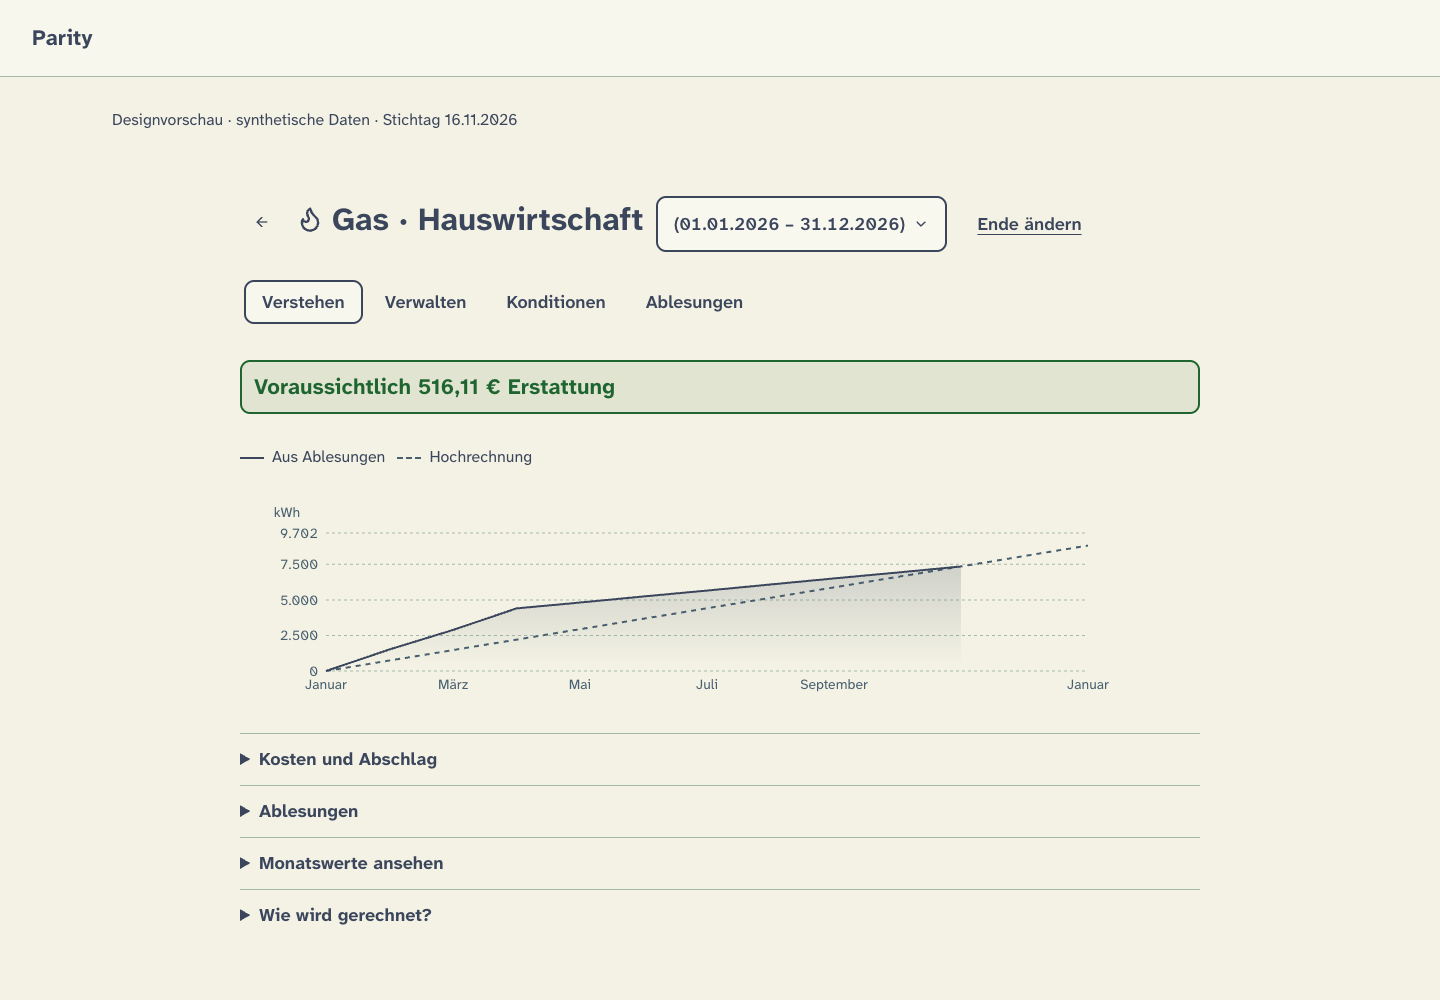 Parity
Designvorschau · synthetische Daten · Stichtag 16.11.2026
Gas · Hauswirtschaft (01.01.2026 – 31.12.2026) Ende ändern
Verstehen Verwalten Konditionen Ablesungen
Voraussichtlich 516,11 € Erstattung
Aus Ablesungen Hochrechnung
kWh
9.702
7.500
5.000
2.500
0
Januar März Mai Juli September Januar
Kosten und Abschlag
Ablesungen
Monatswerte ansehen
Wie wird gerechnet?